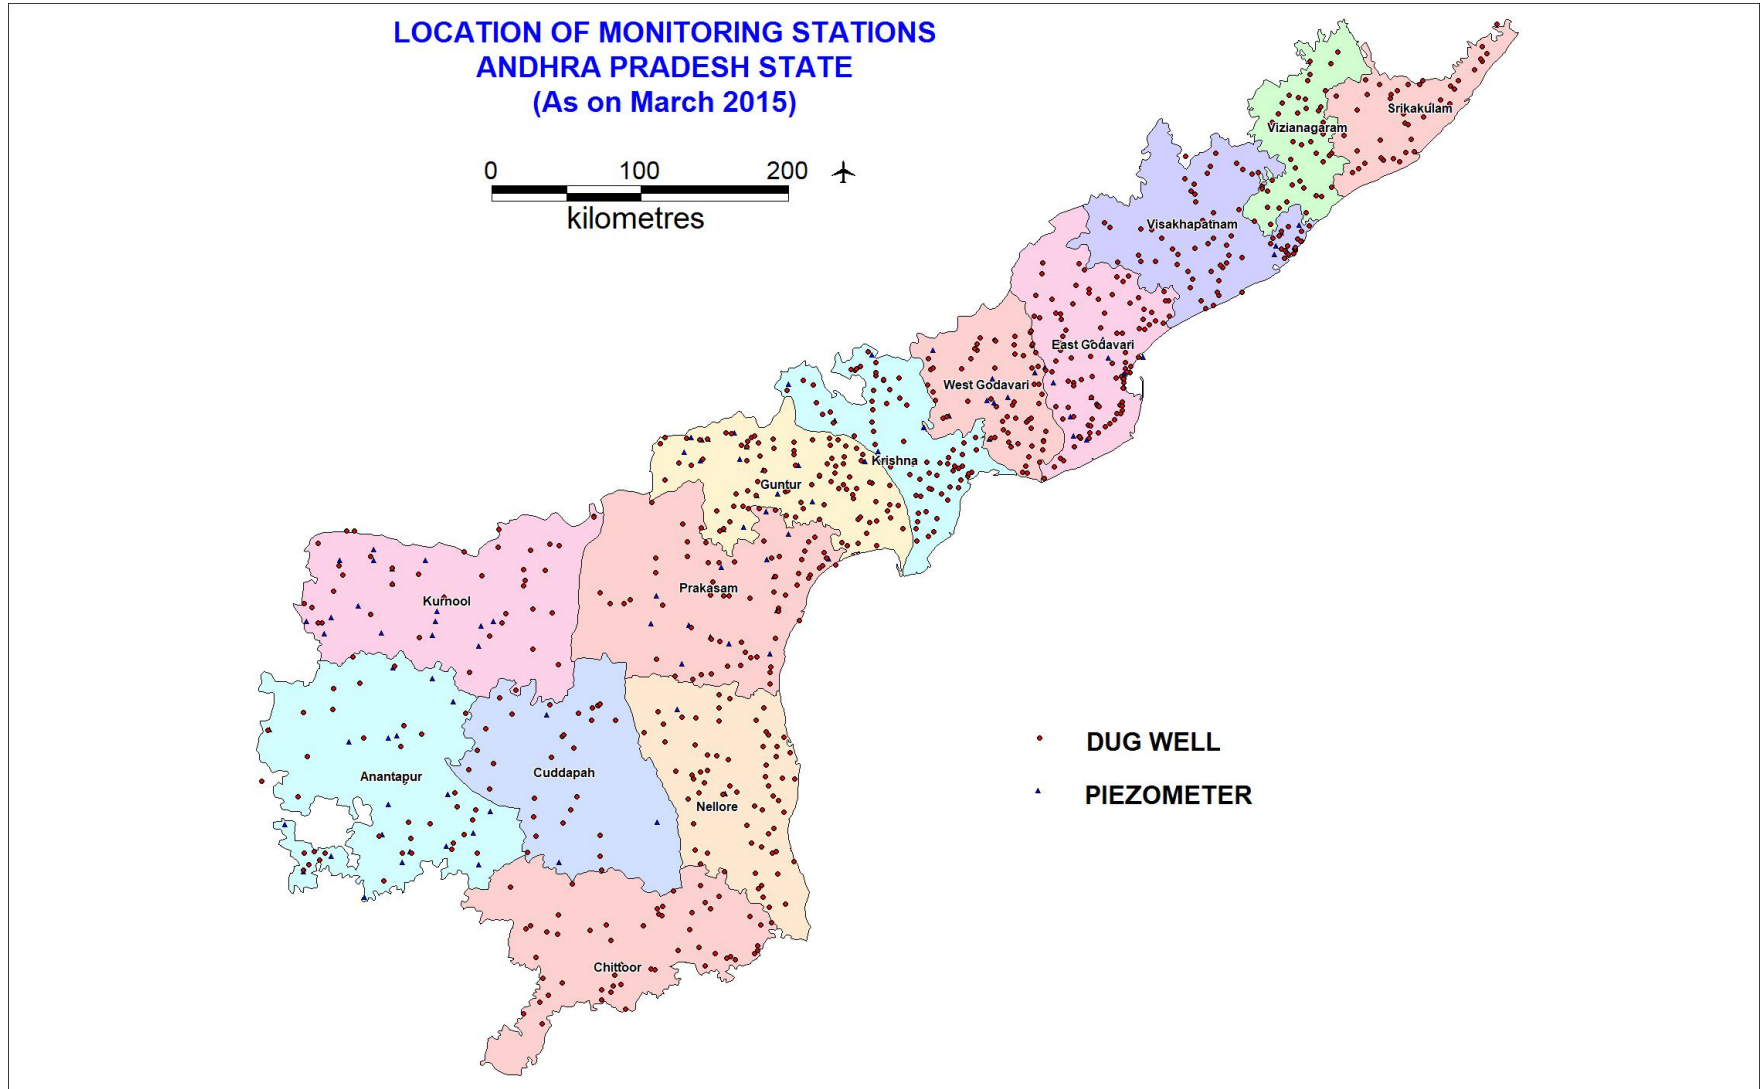 LOCATION OF MONITORING STATIONS
ANDHRA PRADESH STATE
(As on March 2015)
0 100 200
kilometres
Srikakulam
Vizianagaram
Visakhapatnam
East Godavari
West Godavari
Krishna
Guntur
Prakasam
Kurnool
Anantapur
Cuddapah
Nellore
Chittoor
DUG WELL
PIEZOMETER